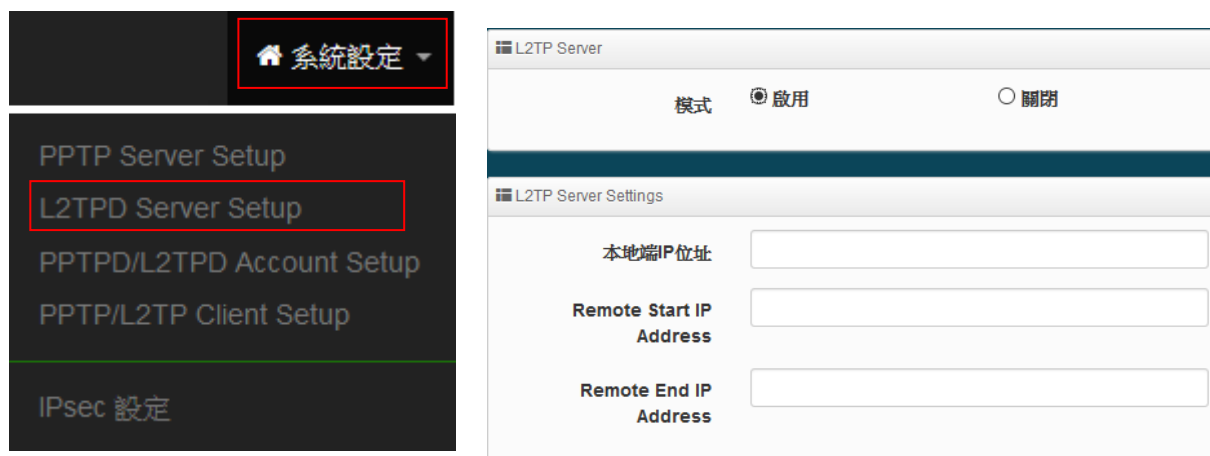 系統設定
PPTP Server Setup
L2TPD Server Setup
PPTPD/L2TPD Account Setup
PPTP/L2TP Client Setup
IPsec 設定
L2TP Server
模式 啟用 關閉
L2TP Server Settings
本地端IP位址
Remote Start IP
Address
Remote End IP
Address